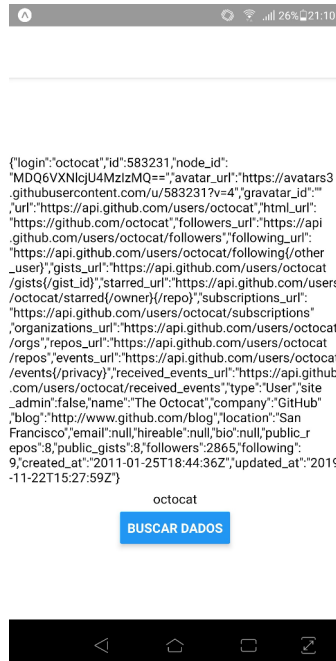 26% 21:10
{"login":"octocat","id":583231,"node_id":
"MDQ6VXNlcjU4MzIzMQ==","avatar_url":"https://avatars3
.githubusercontent.com/u/583231?v=4","gravatar_id":""
,"url":"https://api.github.com/users/octocat","html_url":
"https://github.com/octocat","followers_url":"https://api
.github.com/users/octocat/followers","following_url":
"https://api.github.com/users/octocat/following{/other
_user}","gists_url":"https://api.github.com/users/octocat
/gists{/gist_id}","starred_url":"https://api.github.com/users
/octocat/starred{/owner}{/repo}","subscriptions_url":
"https://api.github.com/users/octocat/subscriptions"
,"organizations_url":"https://api.github.com/users/octocat
/orgs","repos_url":"https://api.github.com/users/octocat
/repos","events_url":"https://api.github.com/users/octocat
/events{/privacy}","received_events_url":"https://api.github
.com/users/octocat/received_events","type":"User","site
_admin":false,"name":"The Octocat","company":"GitHub"
,"blog":"http://www.github.com/blog","location":"San
Francisco","email":null,"hireable":null,"bio":null,"public_r
epos":8,"public_gists":8,"followers":2865,"following":
9,"created_at":"2011-01-25T18:44:36Z","updated_at":"2019
-11-22T15:27:59Z"}
octocat
BUSCAR DADOS